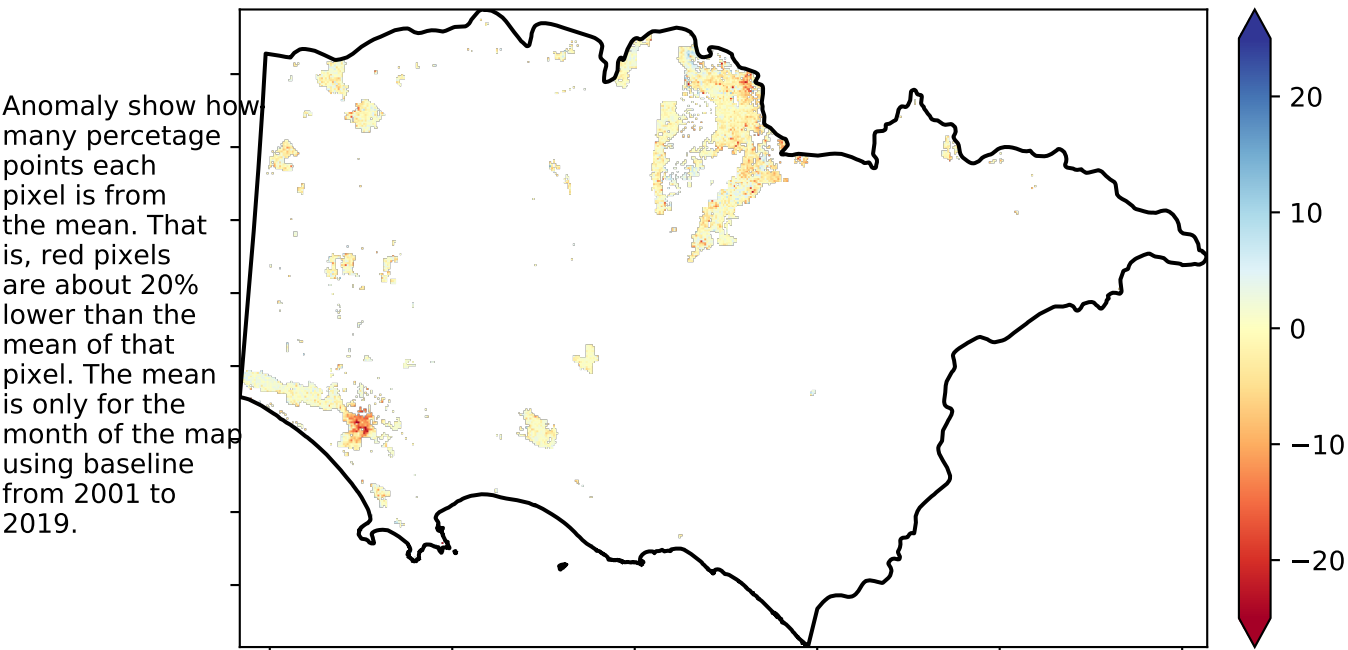 Anomaly show how
many percetage
points each
pixel is from
the mean. That
is, red pixels
are about 20%
lower than the
mean of that
pixel. The mean
is only for the
month of the map
using baseline
from 2001 to
2019.
20
10
0
−10
−20